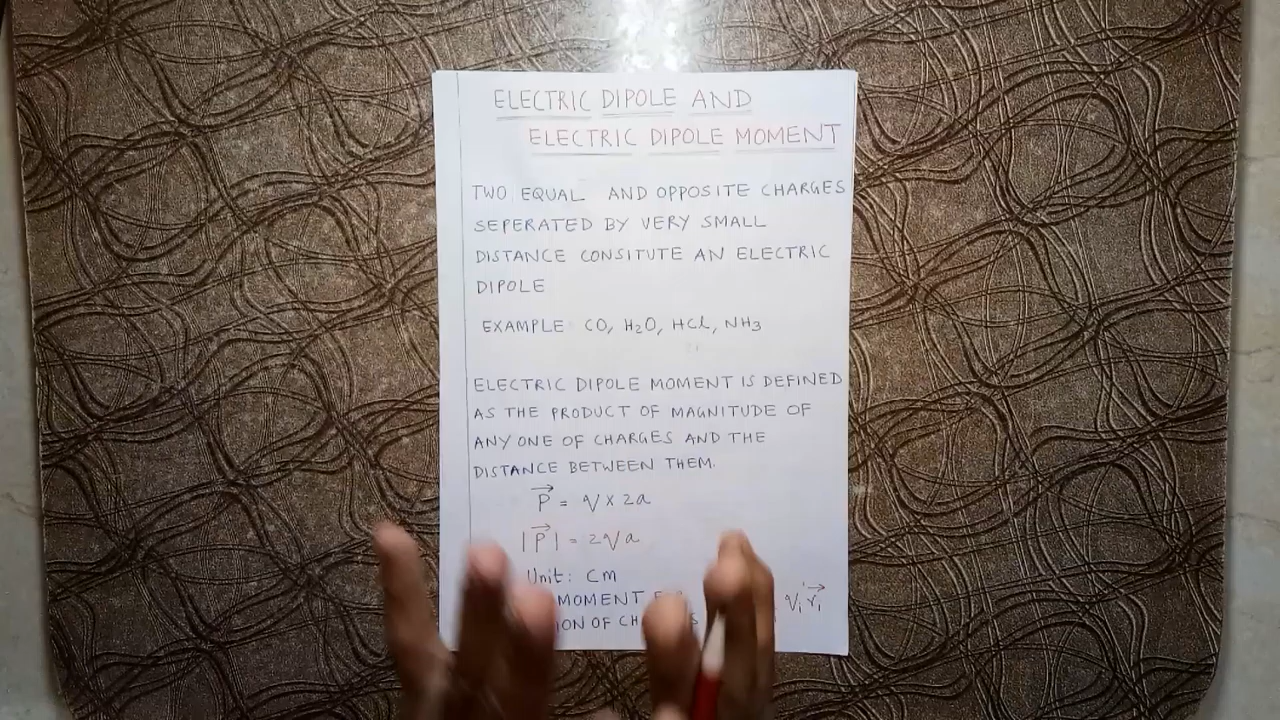 ELECTRIC DIPOLE AND
ELECTRIC DIPOLE MOMENT
TWO EQUAL AND OPPOSITE CHARGES
SEPERATED BY VERY SMALL
DISTANCE CONSITUTE AN ELECTRIC
DIPOLE
EXAMPLE: CO, H₂O, HCl, NH₃
ELECTRIC DIPOLE MOMENT IS DEFINED
AS THE PRODUCT OF MAGNITUDE OF
ANY ONE OF CHARGES AND THE
DISTANCE BETWEEN THEM.
P⃗ = q × 2a
|P⃗| = 2qa
Unit: Cm
MOMENT qᵢr⃗ᵢ
OF